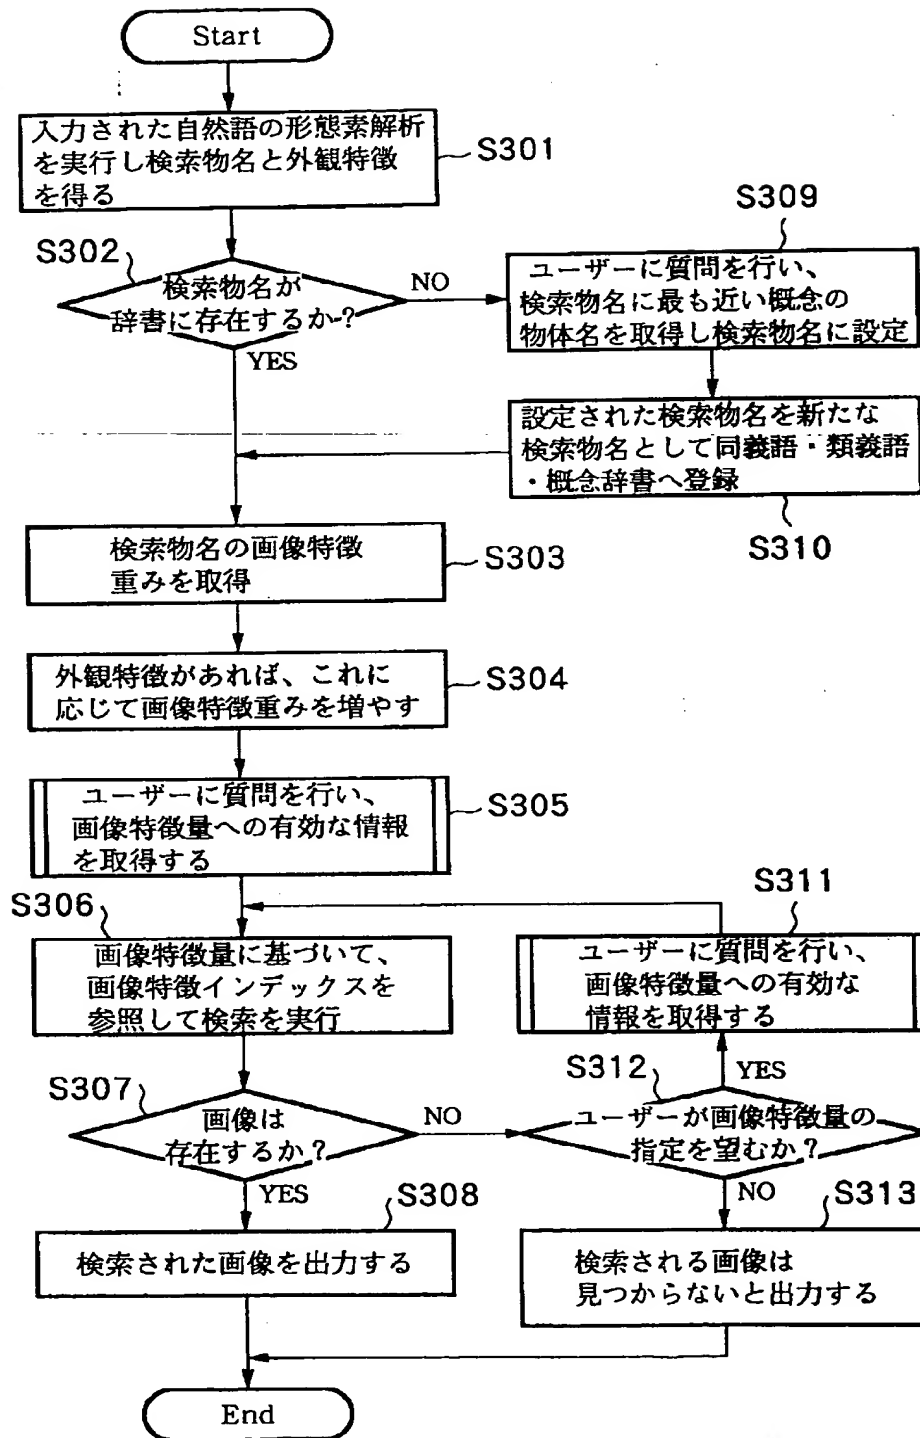 Start
入力された自然語の形態素解析
を実行し検索物名と外観特徴
を得る
S301
S302
検索物名が
辞書に存在するか?
NO
YES
S309
ユーザーに質問を行い、
検索物名に最も近い概念の
物体名を取得し検索物名に設定
設定された検索物名を新たな
検索物名として同義語・類義語
・概念辞書へ登録
S310
検索物名の画像特徴
重みを取得
S303
外観特徴があれば、これに
応じて画像特徴重みを増やす
S304
ユーザーに質問を行い、
画像特徴量への有効な情報
を取得する
S305
S306
画像特徴量に基づいて、
画像特徴インデックスを
参照して検索を実行
S311
ユーザーに質問を行い、
画像特徴量への有効な
情報を取得する
S307
画像は
存在するか?
NO
YES
S312
YES
ユーザーが画像特徴量の
指定を望むか?
NO
S308
検索された画像を出力する
S313
検索される画像は
見つからないと出力する
End